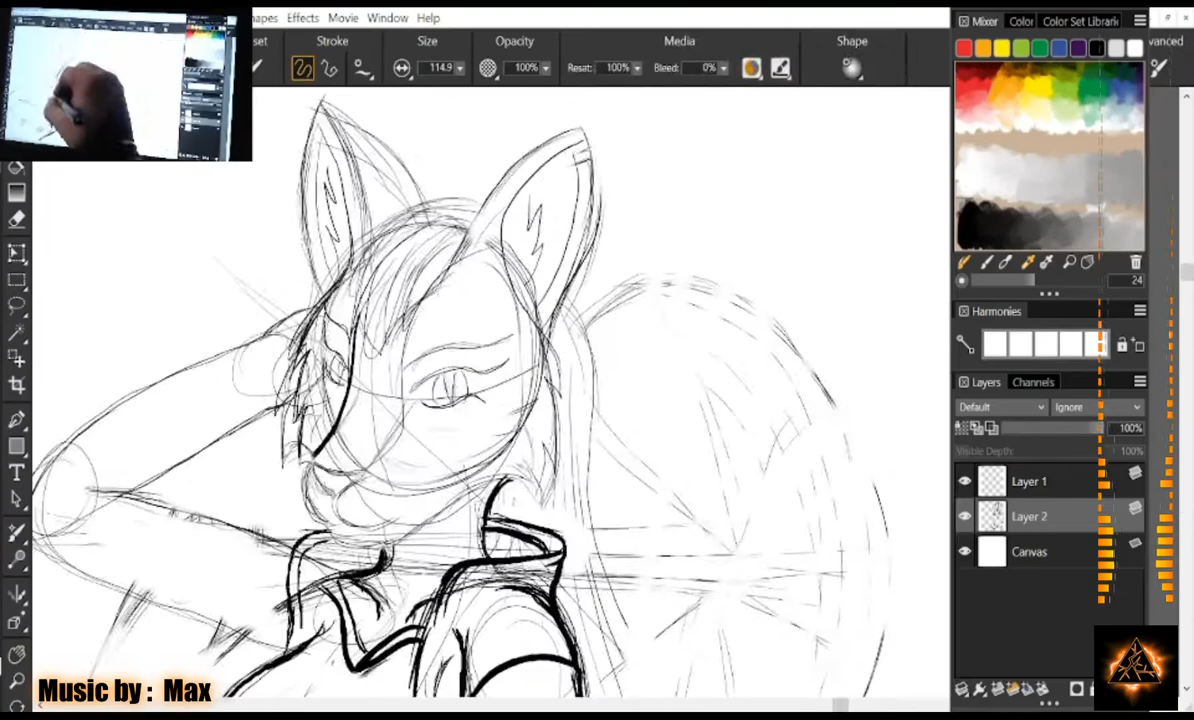 hapes Effects Movie Window Help
Mixer Color Color Set Librari
set Stroke Size Opacity Media Shape vanced
114.9 100% Resat: 100% Bleed: 0%
24
Harmonies
Layers Channels
Default Ignore
100%
Visible Depth: 100%
Layer 1
Layer 2
Canvas
T
Music by : Max